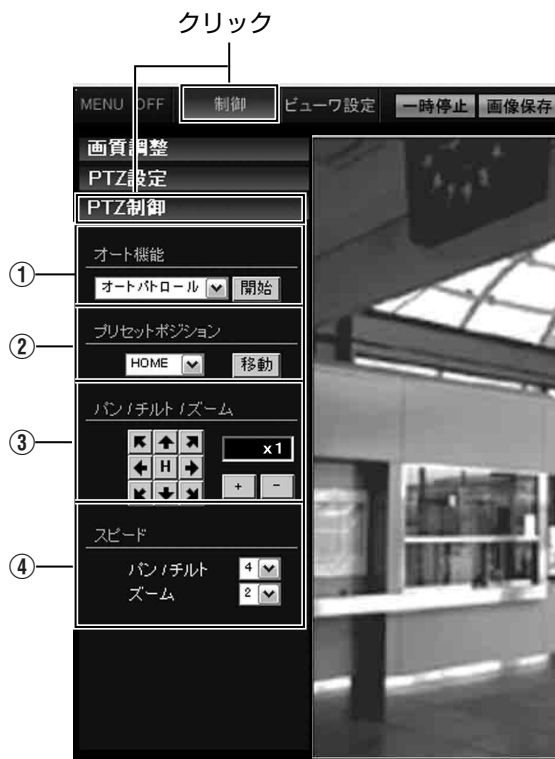 クリック
MENU OFF 制御 ビューワ設定 一時停止 画像保存
画質調整
PTZ設定
PTZ制御
① オート機能
オートパトロール 開始
② プリセットポジション
HOME 移動
③ パン / チルト / ズーム
x1
H
+ -
④ スピード
パン / チルト 4
ズーム 2